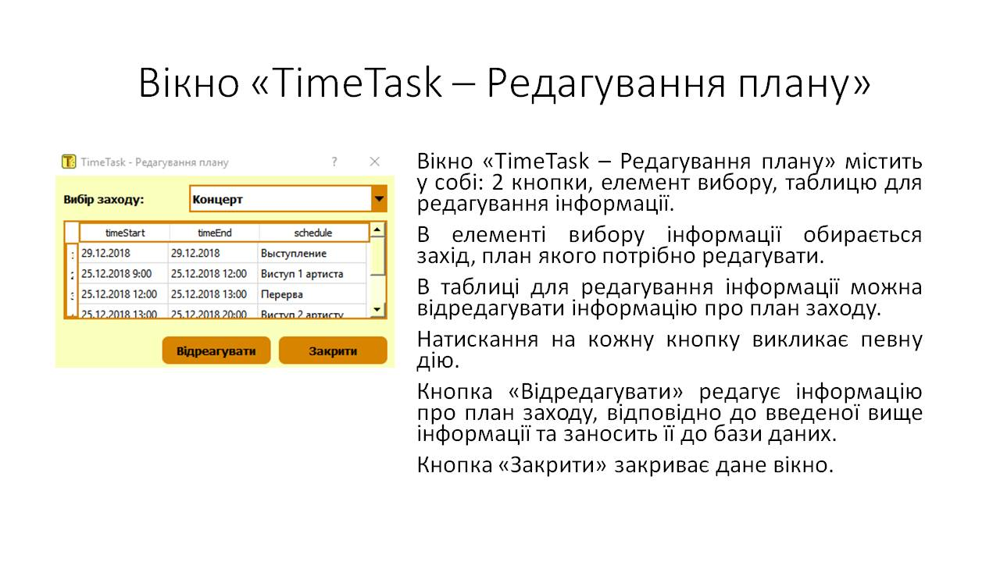 Вікно «TimeTask – Редагування плану»
TimeTask - Редагування плану
?
Вибір заходу:
Концерт
timeStart timeEnd schedule
29.12.2018 29.12.2018 Выступление
25.12.2018 9:00 25.12.2018 12:00 Виступ 1 артиста
25.12.2018 12:00 25.12.2018 13:00 Перерва
25.12.2018 13:00 25.12.2018 20:00 Виступ 2 артисту
Відреагувати Закрити
Вікно «TimeTask – Редагування плану» містить
у собі: 2 кнопки, елемент вибору, таблицю для
редагування інформації.
В елементі вибору інформації обирається
захід, план якого потрібно редагувати.
В таблиці для редагування інформації можна
відредагувати інформацію про план заходу.
Натискання на кожну кнопку викликає певну
дію.
Кнопка «Відредагувати» редагує інформацію
про план заходу, відповідно до введеної вище
інформації та заносить її до бази даних.
Кнопка «Закрити» закриває дане вікно.